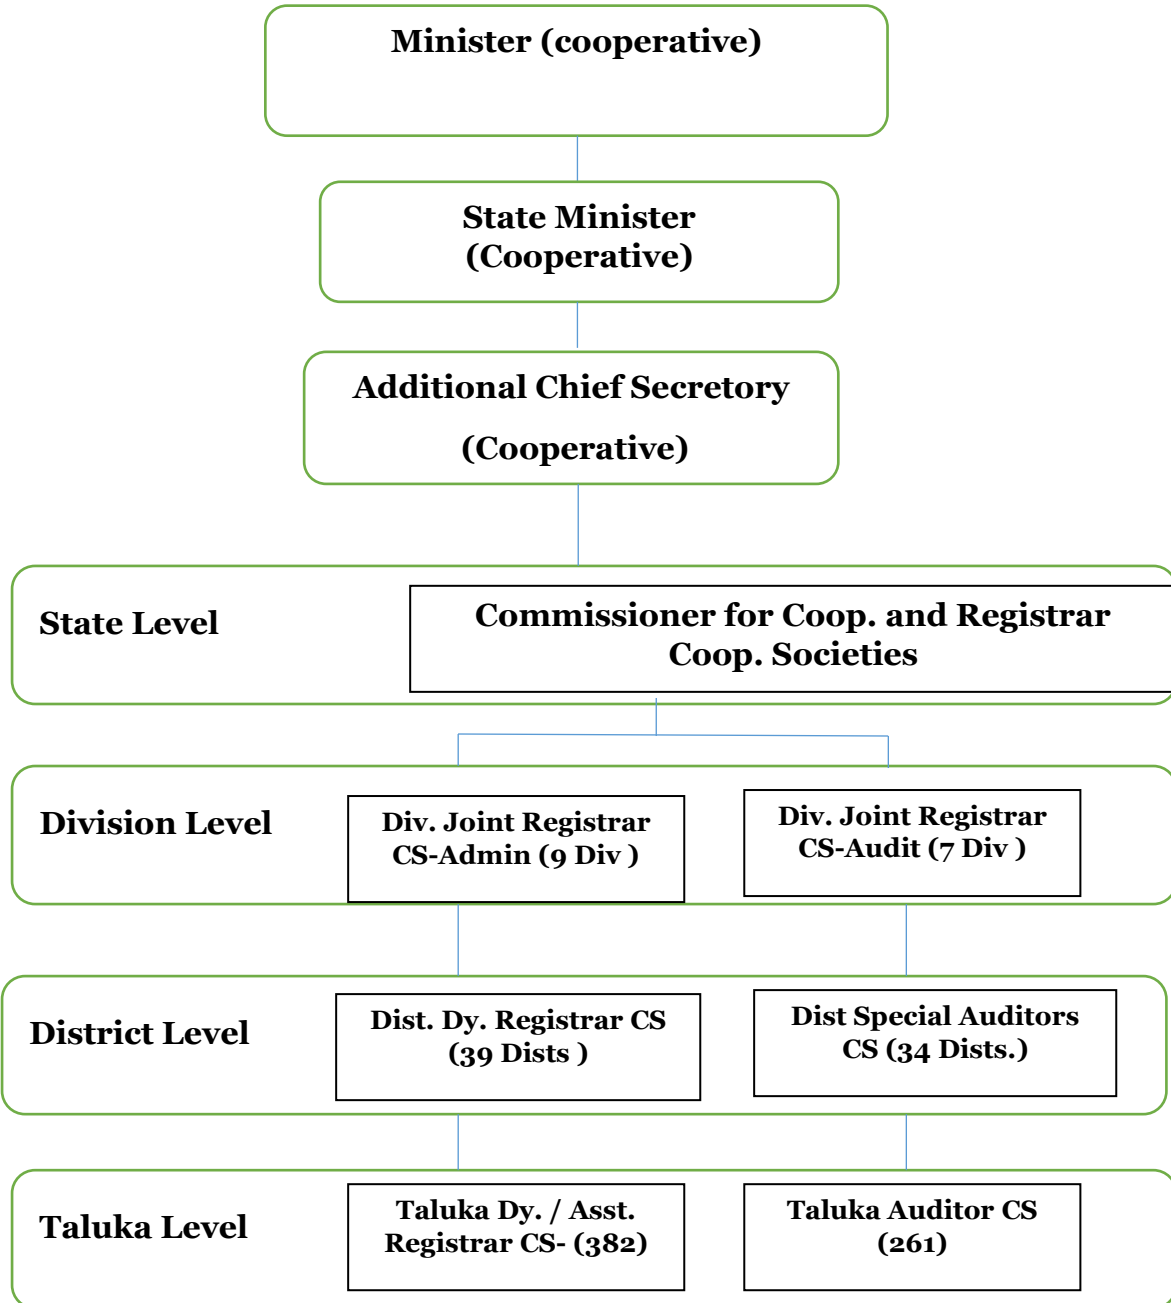 Minister (cooperative)
State Minister
(Cooperative)
Additional Chief Secretory
(Cooperative)
State Level
Commissioner for Coop. and Registrar
Coop. Societies
Division Level
Div. Joint Registrar
CS-Admin (9 Div )
Div. Joint Registrar
CS-Audit (7 Div )
District Level
Dist. Dy. Registrar CS
(39 Dists )
Dist Special Auditors
CS (34 Dists.)
Taluka Level
Taluka Dy. / Asst.
Registrar CS- (382)
Taluka Auditor CS
(261)